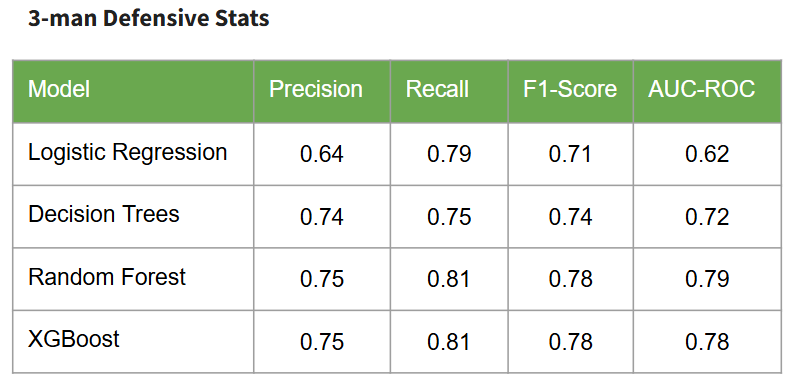 3-man Defensive Stats
Model Precision Recall F1-Score AUC-ROC
Logistic Regression 0.64 0.79 0.71 0.62
Decision Trees 0.74 0.75 0.74 0.72
Random Forest 0.75 0.81 0.78 0.79
XGBoost 0.75 0.81 0.78 0.78